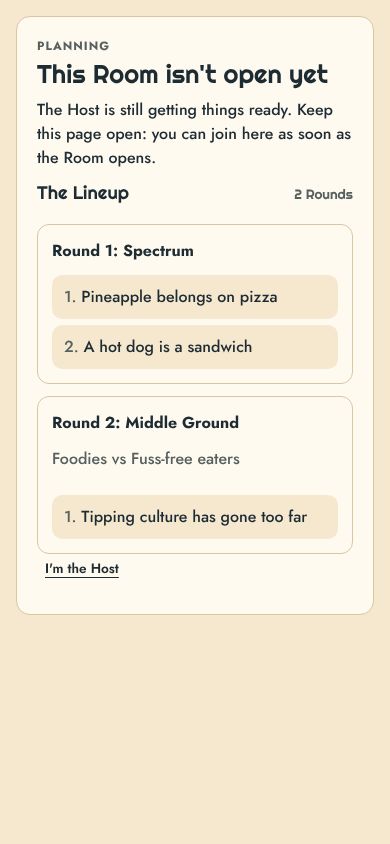 PLANNING
This Room isn't open yet
The Host is still getting things ready. Keep
this page open: you can join here as soon as
the Room opens.
The Lineup
2 Rounds
Round 1: Spectrum
1. Pineapple belongs on pizza
2. A hot dog is a sandwich
Round 2: Middle Ground
Foodies vs Fuss-free eaters
1. Tipping culture has gone too far
I'm the Host